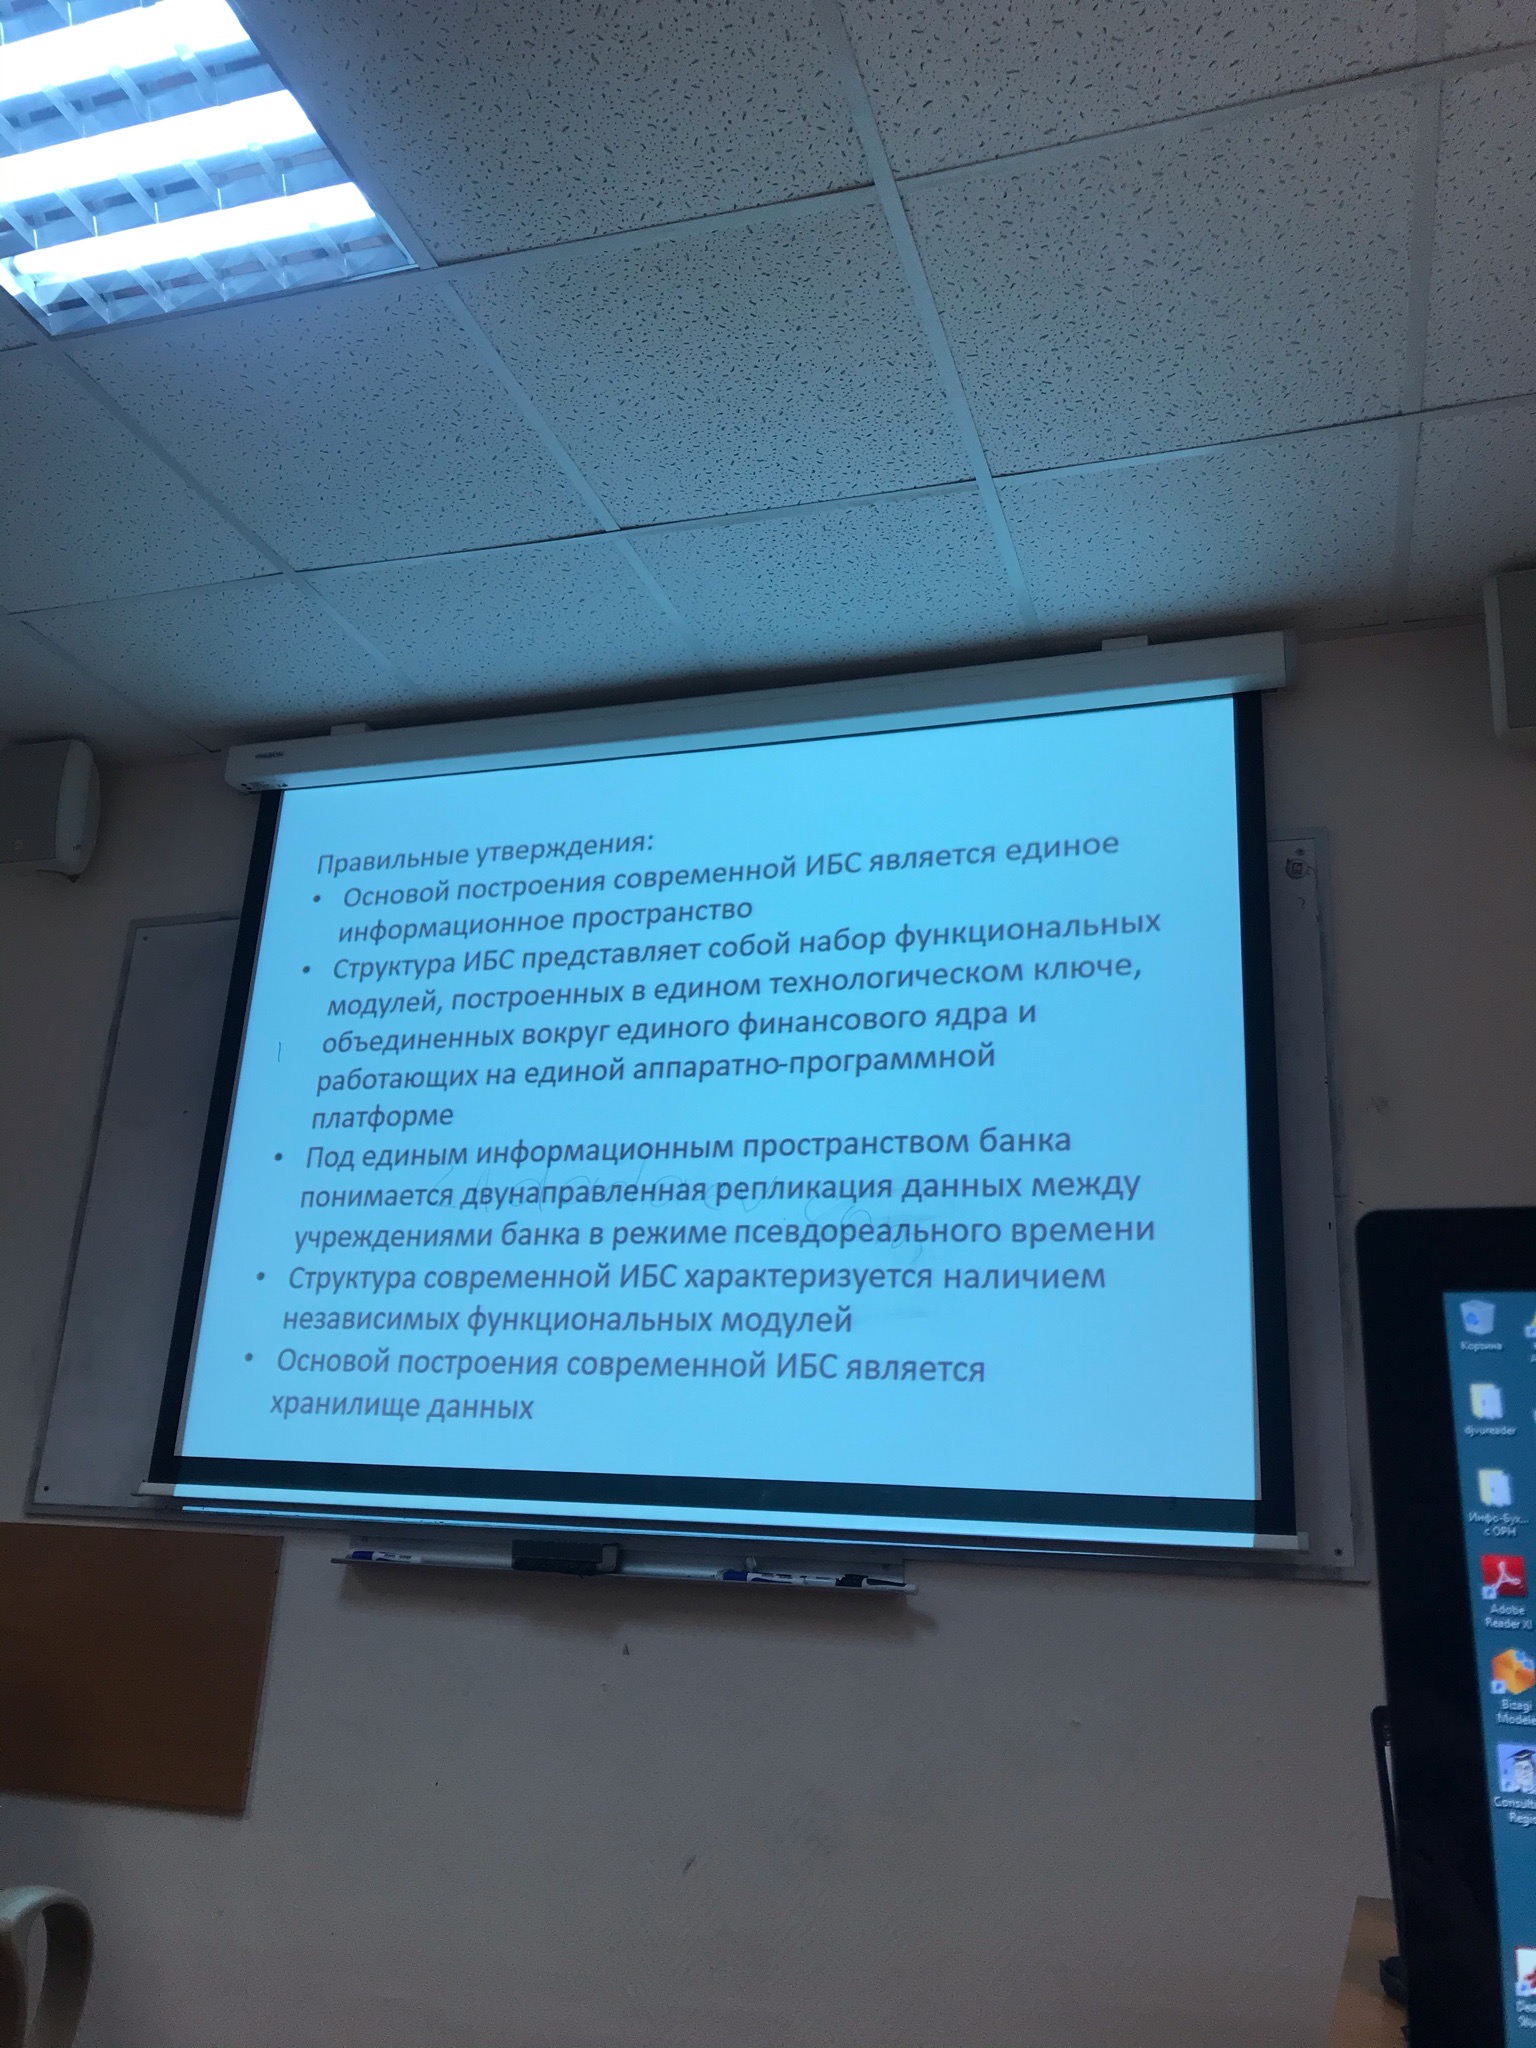 Правильные утверждения:
• Основой построения современной ИБС является единое
информационное пространство
• Структура ИБС представляет собой набор функциональных
модулей, построенных в едином технологическом ключе,
объединенных вокруг единого финансового ядра и
работающих на единой аппаратно-программной
платформе
• Под единым информационным пространством банка
понимается двунаправленная репликация данных между
учреждениями банка в режиме псевдореального времени
• Структура современной ИБС характеризуется наличием
независимых функциональных модулей
• Основой построения современной ИБС является
хранилище данных
Корзина
djvureader
Инфо-Бух...
с ОРН
Adobe
Reader XI
Bizagi